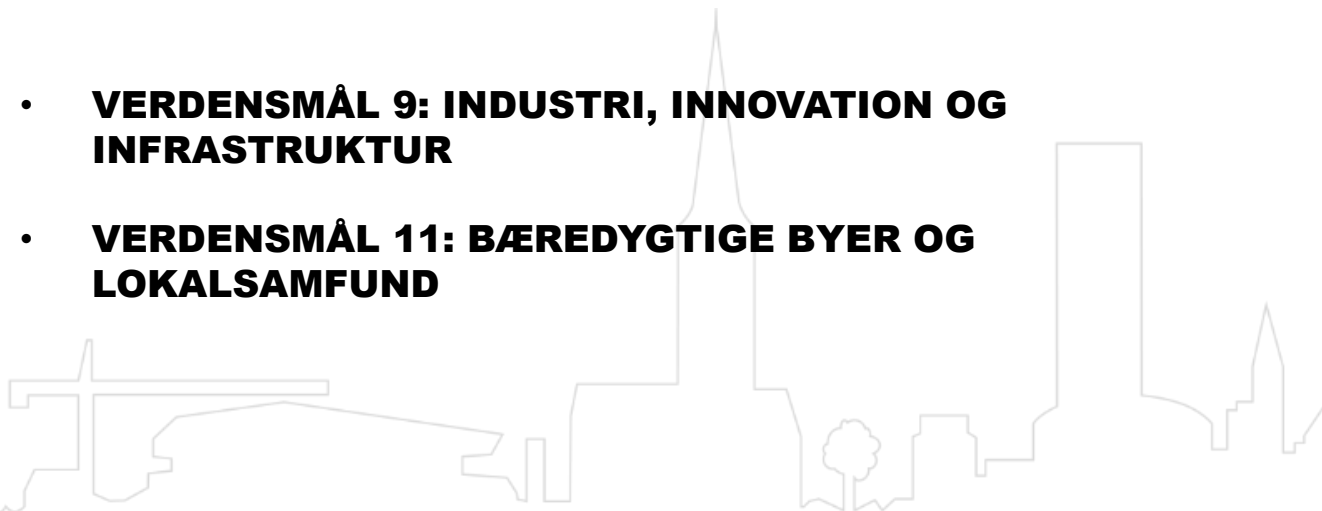 • VERDENSMÅL 9: INDUSTRI, INNOVATION OG
INFRASTRUKTUR
• VERDENSMÅL 11: BÆREDYGTIGE BYER OG
LOKALSAMFUND